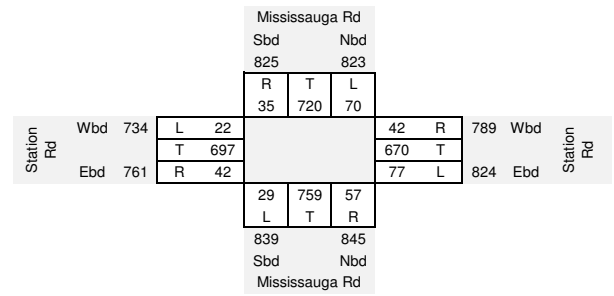 Mississauga Rd
Sbd Nbd
825 823
R T L
35 720 70
Station Rd
Wbd 734 L 22 42 R 789 Wbd
T 697 670 T
Ebd 761 R 42 77 L 824 Ebd
Station Rd
29 759 57
L T R
839 845
Sbd Nbd
Mississauga Rd